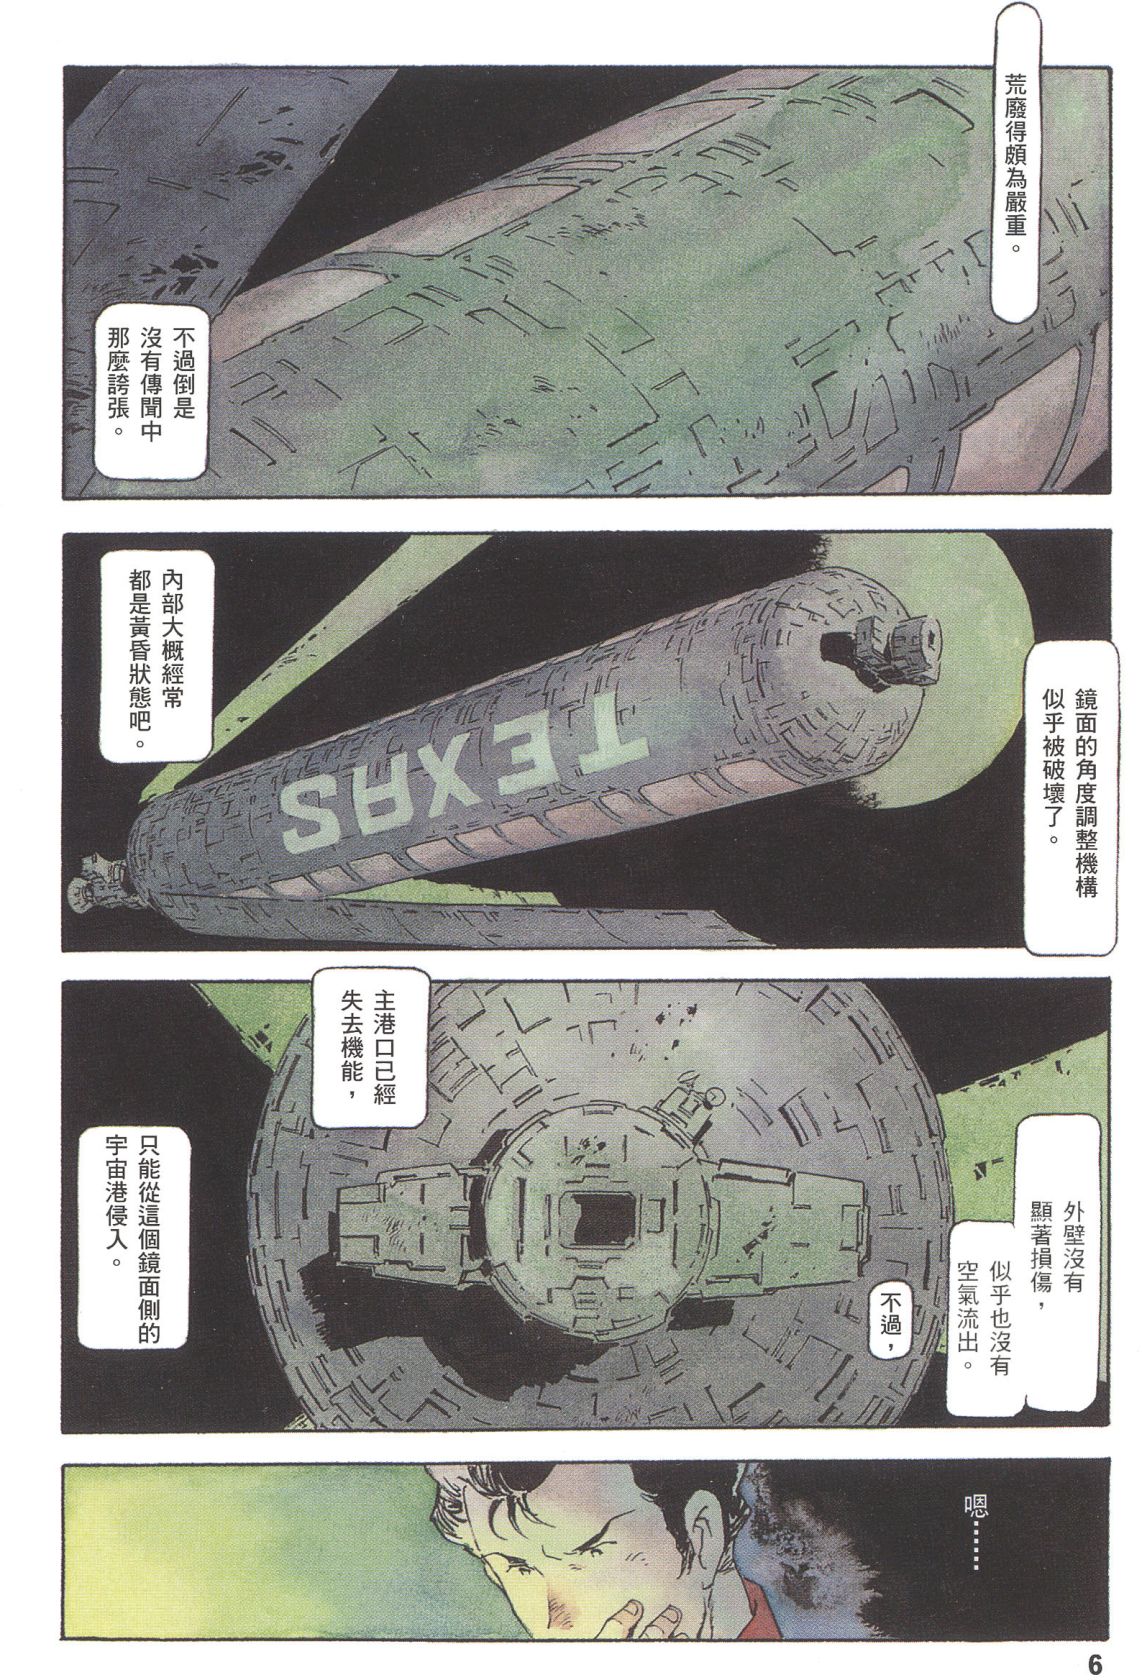 荒廢得頗為嚴重。
不過倒是
沒有傳聞中
那麼誇張。
鏡面的角度調整機構
似乎被破壞了。
TEXAS
內部大概經常
都是黃昏狀態吧。
外壁沒有
顯著損傷，
似乎也沒有
空氣流出。
不過，
主港口已經
失去機能，
只能從這個鏡面側的
宇宙港侵入。
嗯……
6